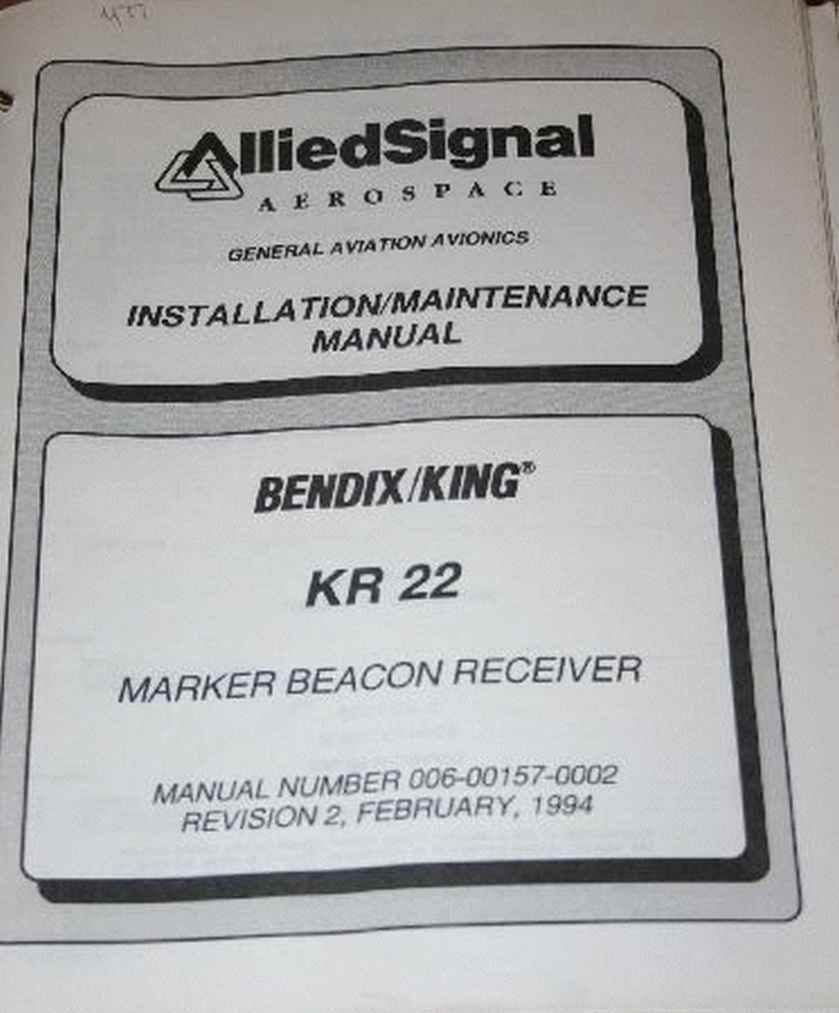 AlliedSignal
AEROSPACE
GENERAL AVIATION AVIONICS
INSTALLATION/MAINTENANCE
MANUAL
BENDIX/KING®
KR 22
MARKER BEACON RECEIVER
MANUAL NUMBER 006-00157-0002
REVISION 2, FEBRUARY, 1994